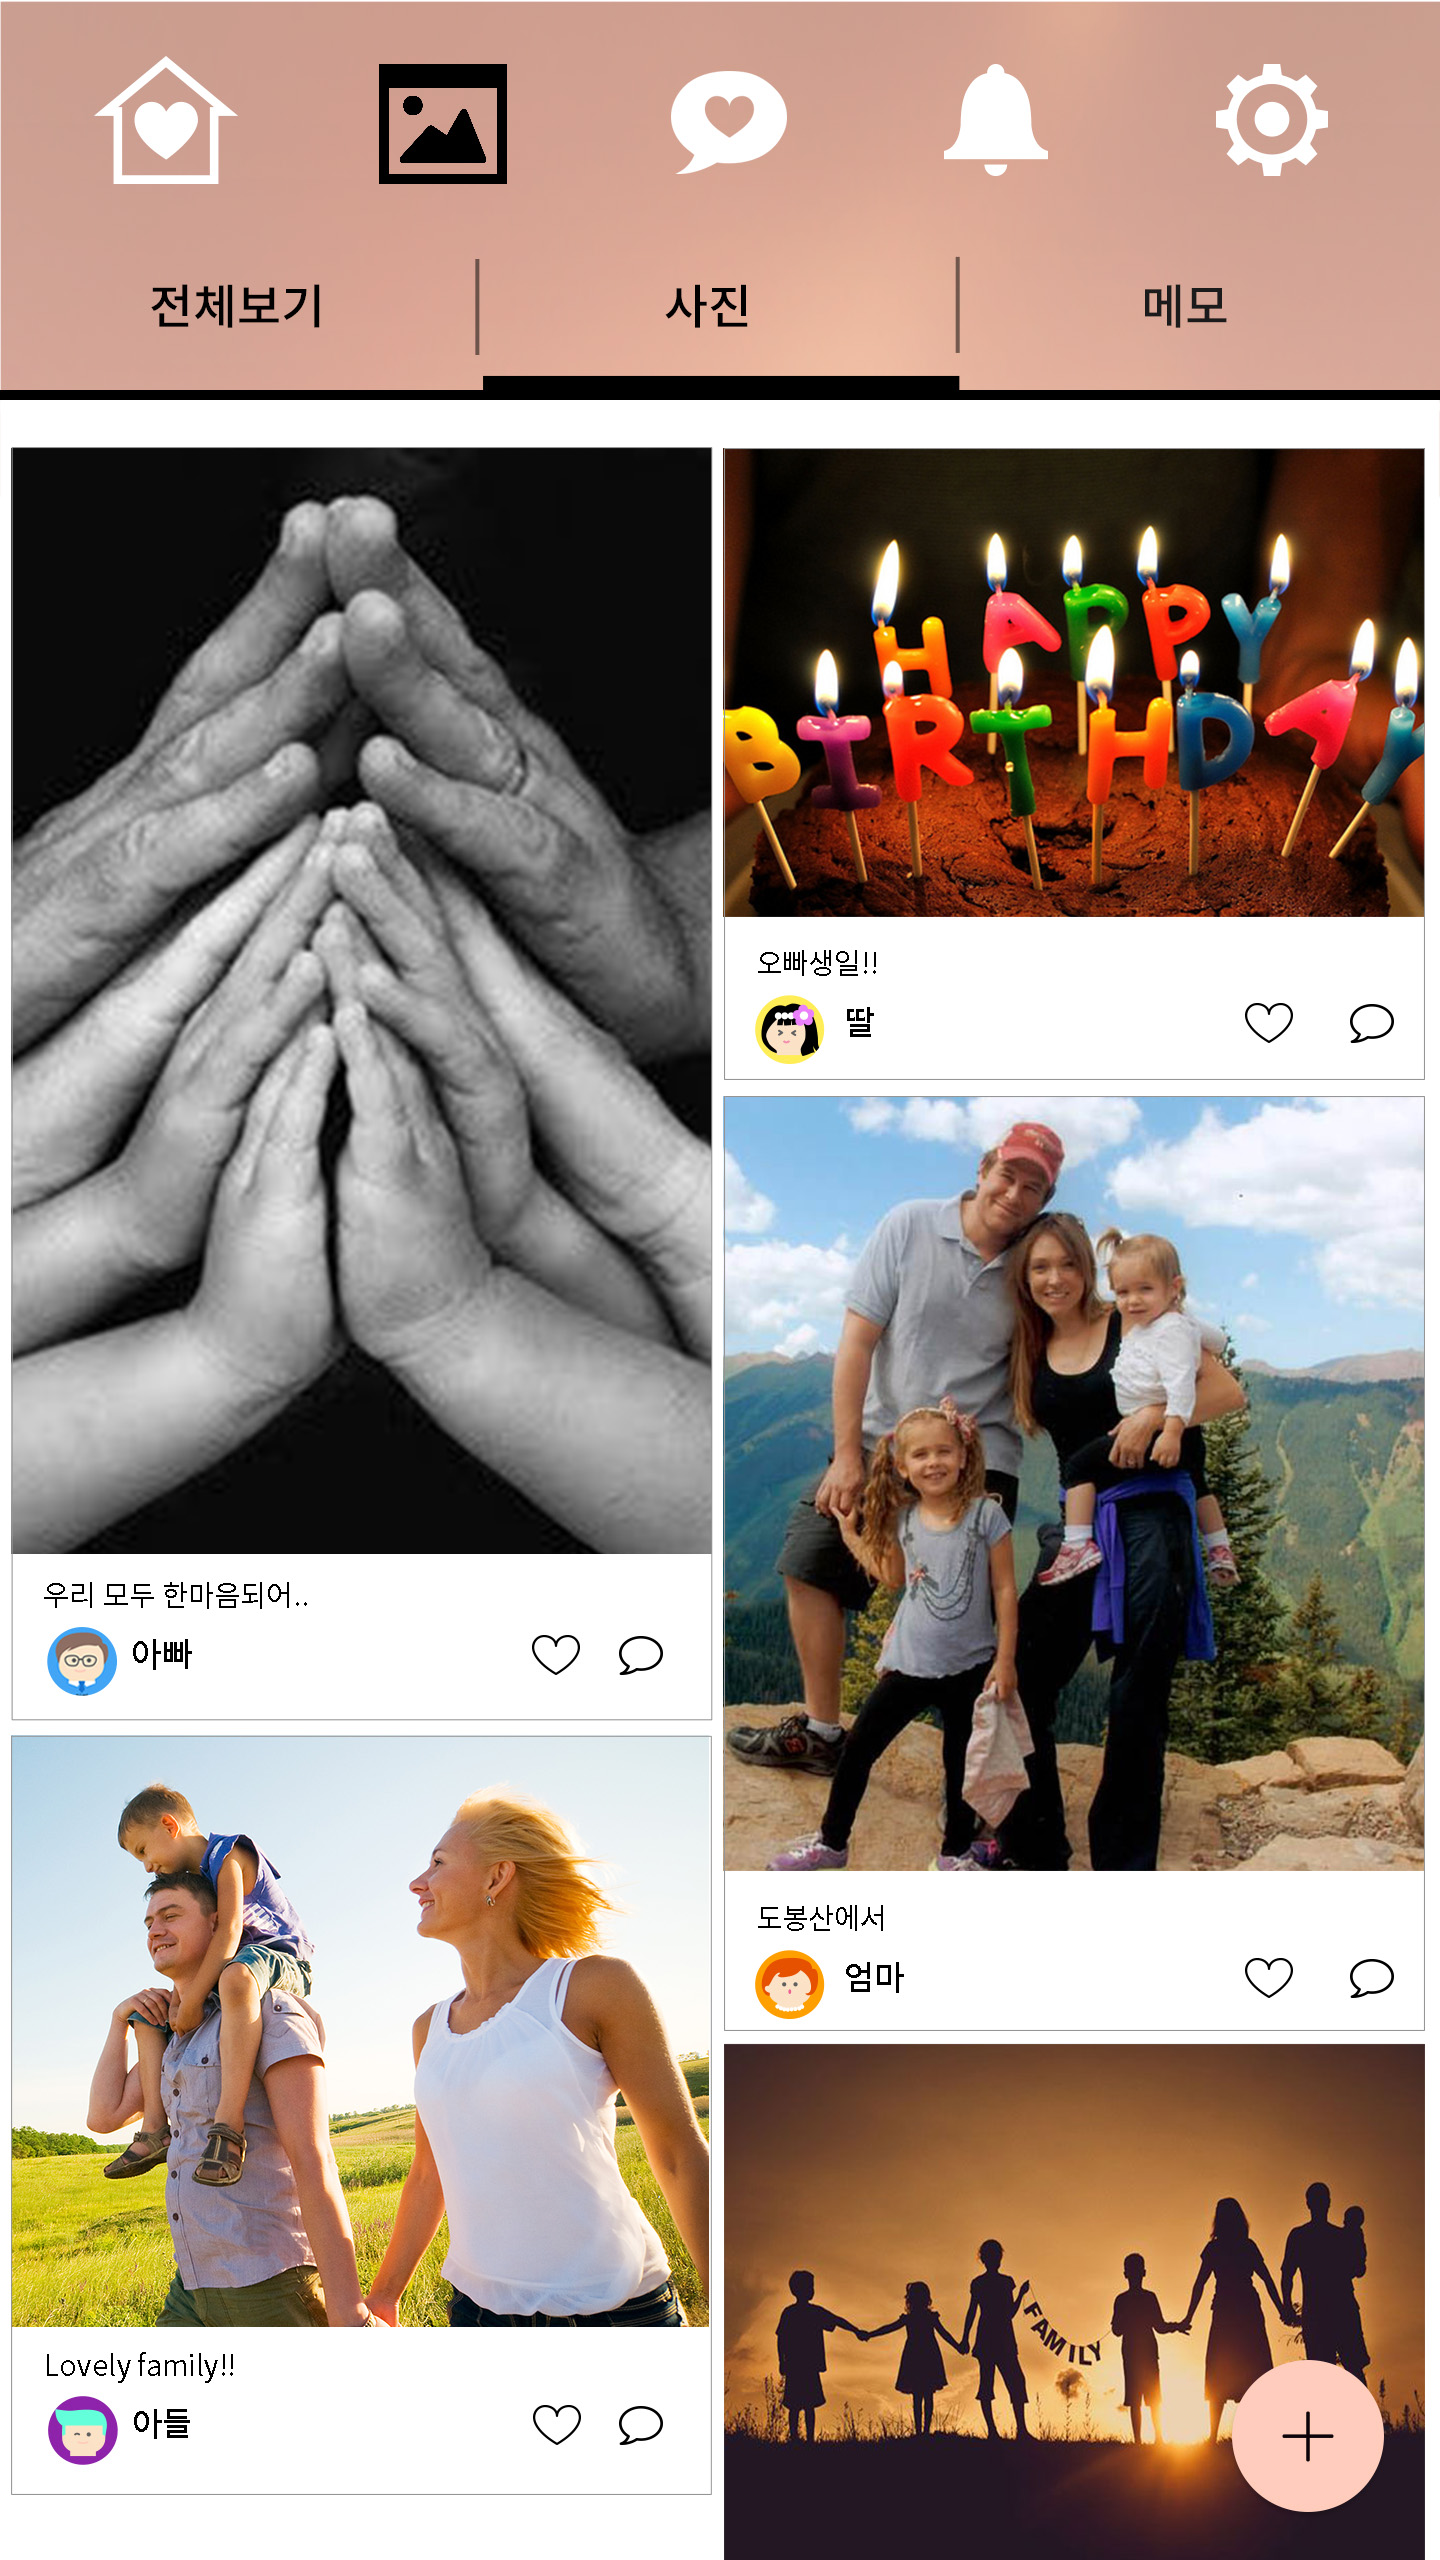 전체보기
사진
메모
HAPPY
BIRTHDAY
오빠생일!!
딸
우리 모두 한마음되어..
아빠
도봉산에서
엄마
Lovely family!!
아들
FAMILY